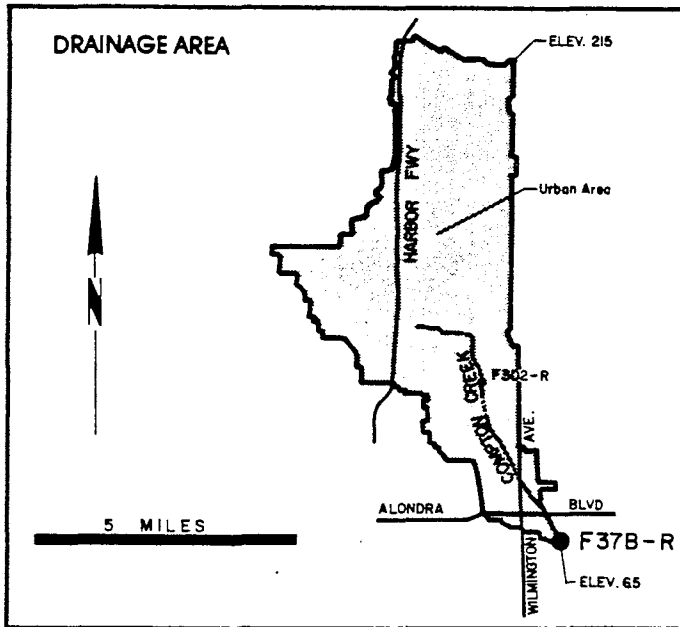 DRAINAGE AREA
ELEV. 215
HARBOR FWY
Urban Area
N
F302-R
COMPTON CREEK
AVE.
ALONDRA
BLVD
5 MILES
F37B-R
WILMINGTON
ELEV. 65